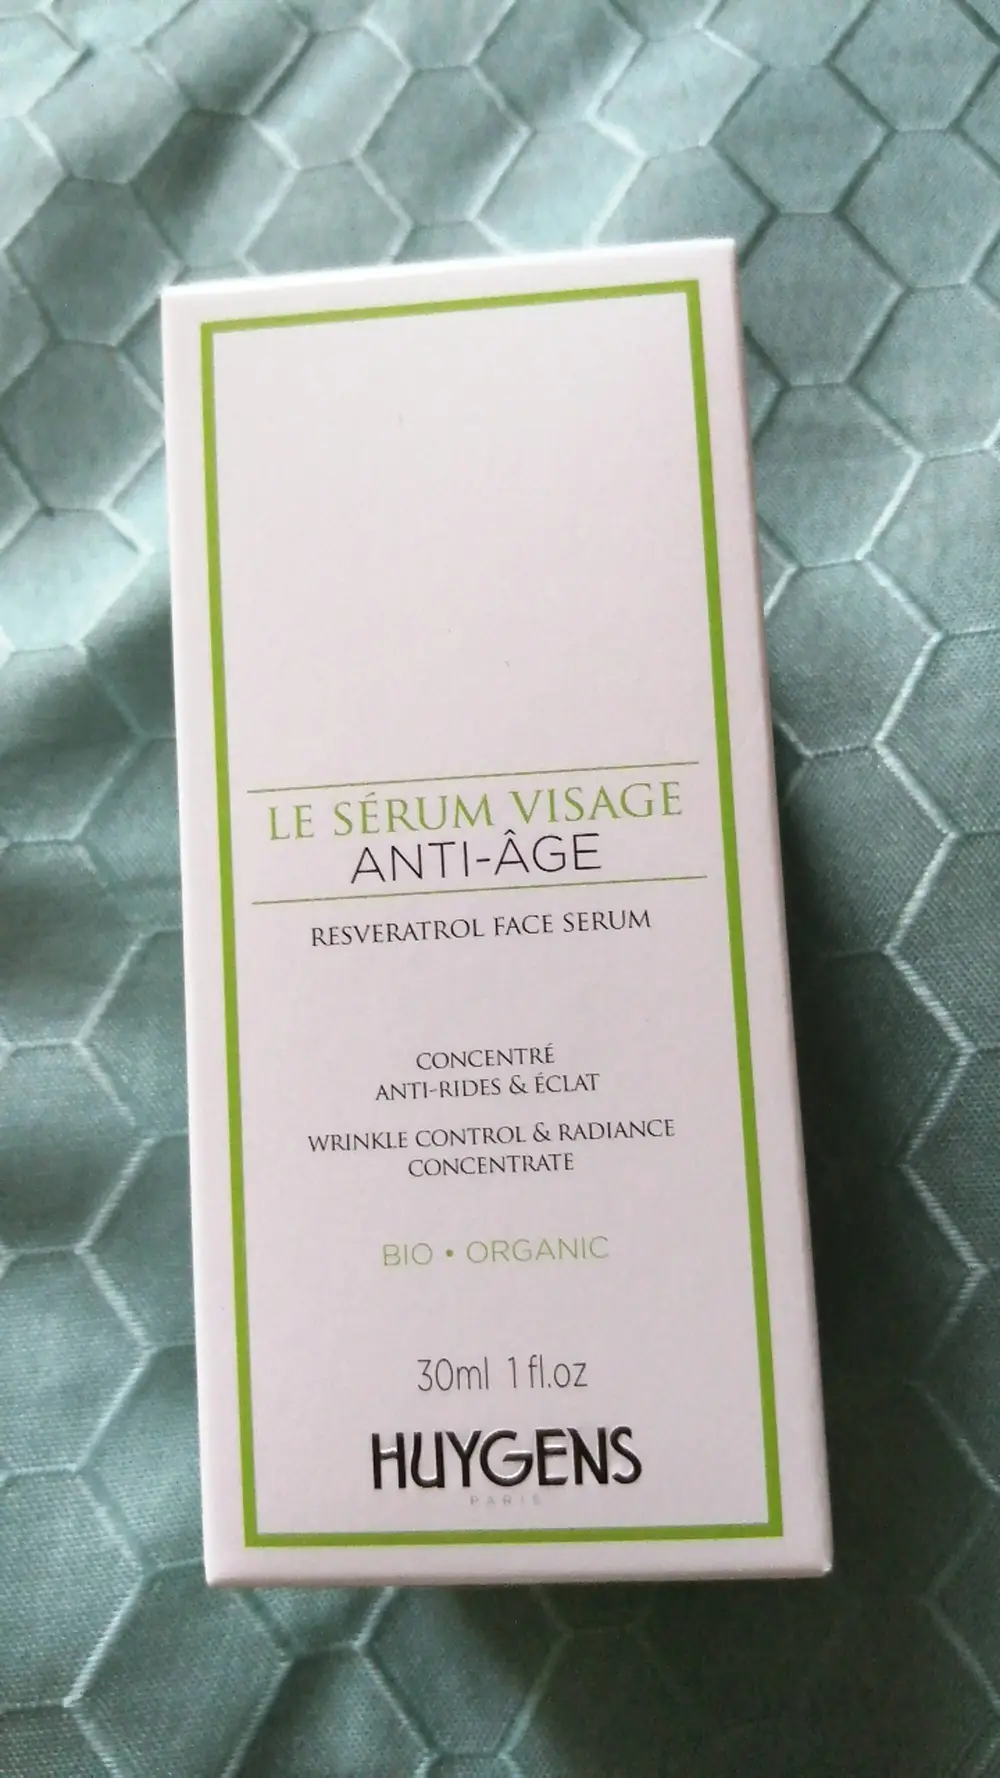 LE SÉRUM VISAGE
ANTI-ÂGE
RESVERATROL FACE SERUM
CONCENTRÉ
ANTI-RIDES & ÉCLAT
WRINKLE CONTROL & RADIANCE
CONCENTRATE
BIO • ORGANIC
30ml 1 fl.oz
HUYGENS
PARIS